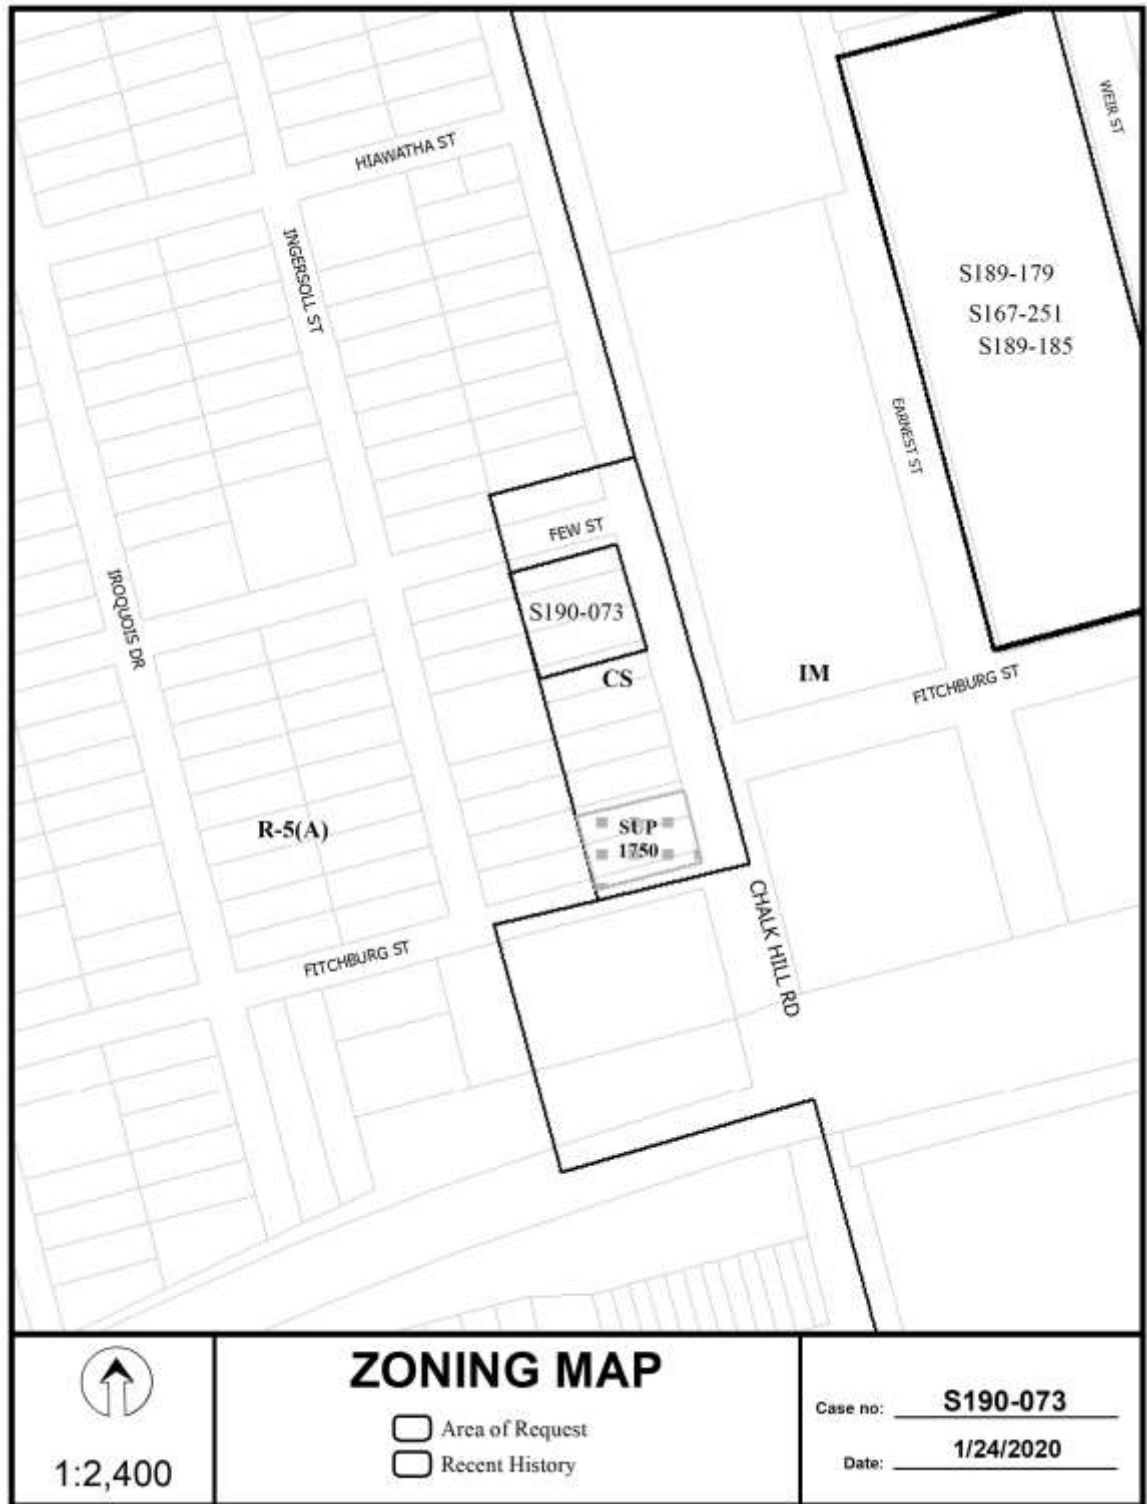 WEIR ST
HIAWATHA ST
INGERSOLL ST
S189-179
S167-251
S189-185
EARNEST ST
FEW ST
IROQUOIS DR
S190-073
CS
IM
FITCHBURG ST
R-5(A)
SUP
1750
CHALK HILL RD
FITCHBURG ST
1:2,400
ZONING MAP
Area of Request
Recent History
Case no: S190-073
Date: 1/24/2020